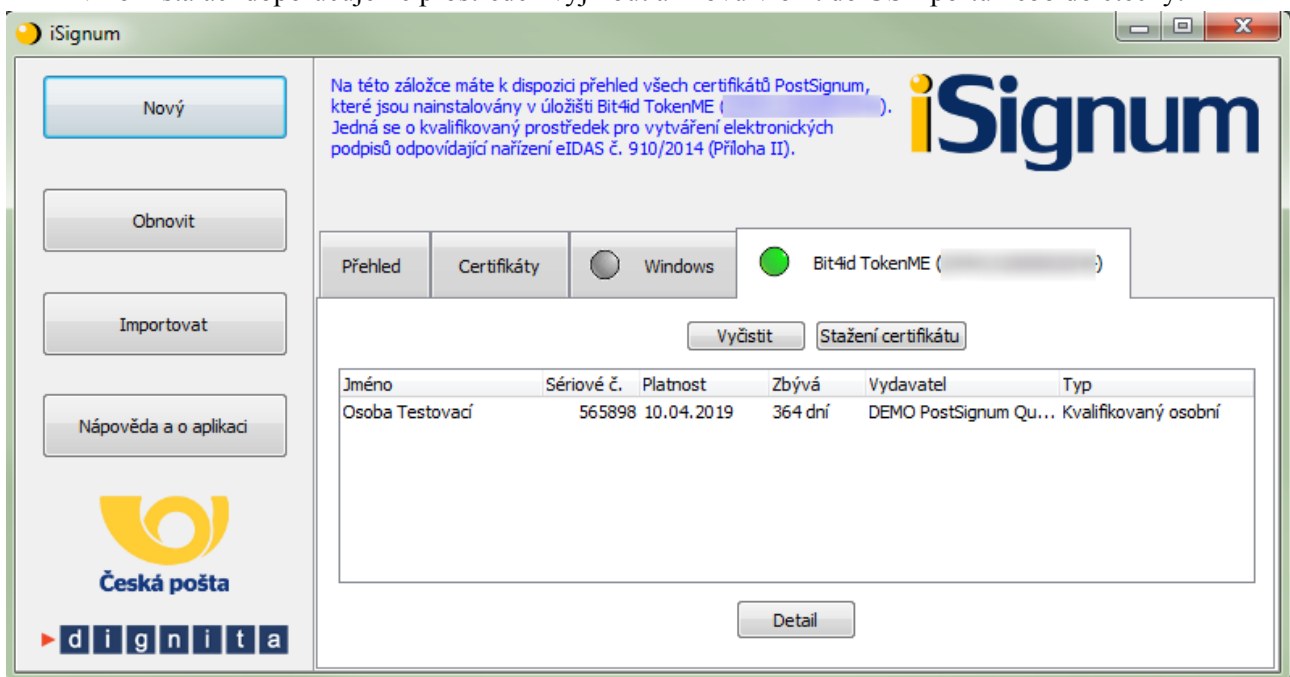 iSignum
Nový
Obnovit
Importovat
Nápověda a o aplikaci
Česká pošta
dignita
Na této záložce máte k dispozici přehled všech certifikátů PostSignum,
které jsou nainstalovány v úložišti Bit4id TokenME ( ).
Jedná se o kvalifikovaný prostředek pro vytváření elektronických
podpisů odpovídající nařízení eIDAS č. 910/2014 (Příloha II).
iSignum
Přehled Certifikáty Windows Bit4id TokenME ( )
Vyčistit Stažení certifikátu
Jméno Sériové č. Platnost Zbývá Vydavatel Typ
Osoba Testovací 565898 10.04.2019 364 dní DEMO PostSignum Qu... Kvalifikovaný osobní
Detail